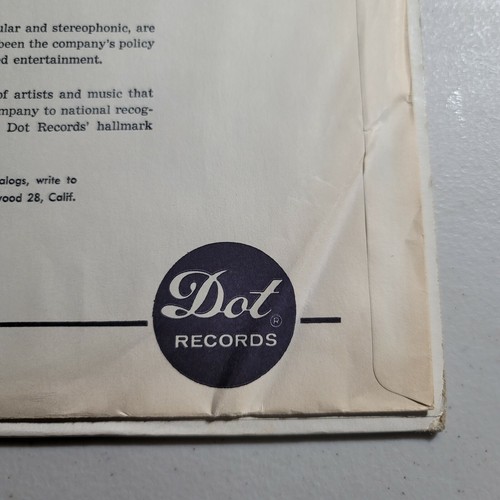 ular and stereophonic, are
been the company's policy
d entertainment.
of artists and music that
mpany to national recog-
Dot Records' hallmark
alogs, write to
wood 28, Calif.
Dot ®
RECORDS